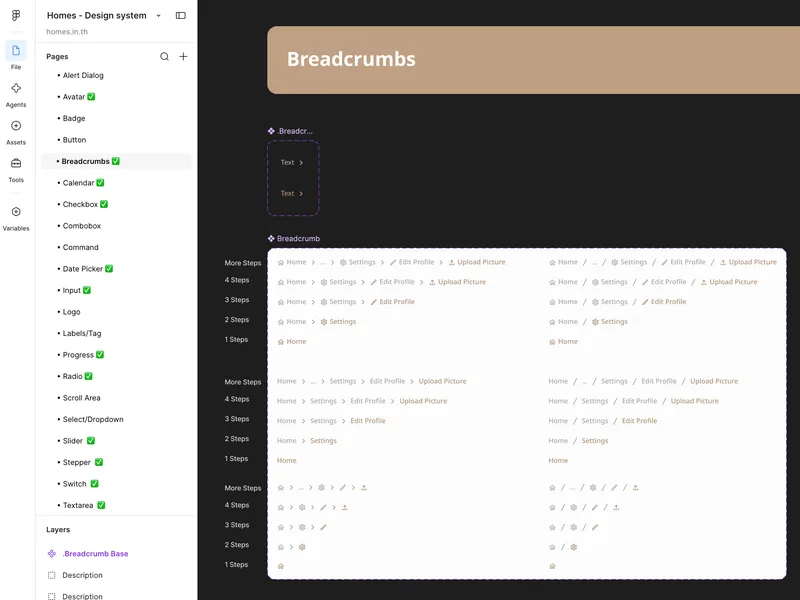 Homes - Design system
homes.in.th
File
Agents
Assets
Tools
Variables
Pages
• Alert Dialog
• Avatar ✅
• Badge
• Button
• Breadcrumbs ✅
• Calendar ✅
• Checkbox ✅
• Combobox
• Command
• Date Picker ✅
• Input ✅
• Logo
• Labels/Tag
• Progress ✅
• Radio ✅
• Scroll Area
• Select/Dropdown
• Slider ✅
• Stepper ✅
• Switch ✅
• Textarea ✅
Layers
.Breadcrumb Base
Description
Description
Breadcrumbs
.Breadcr...
Text >
Text >
Breadcrumb
More Steps Home > ... > Settings > Edit Profile > Upload Picture Home / ... / Settings / Edit Profile / Upload Picture
4 Steps Home > Settings > Edit Profile > Upload Picture Home / Settings / Edit Profile / Upload Picture
3 Steps Home > Settings > Edit Profile Home / Settings / Edit Profile
2 Steps Home > Settings Home / Settings
1 Steps Home Home
More Steps Home > ... > Settings > Edit Profile > Upload Picture Home / ... / Settings / Edit Profile / Upload Picture
4 Steps Home > Settings > Edit Profile > Upload Picture Home / Settings / Edit Profile / Upload Picture
3 Steps Home > Settings > Edit Profile Home / Settings / Edit Profile
2 Steps Home > Settings Home / Settings
1 Steps Home Home
More Steps > ... > > > / ... / / /
4 Steps > > > / / /
3 Steps > > / /
2 Steps > /
1 Steps